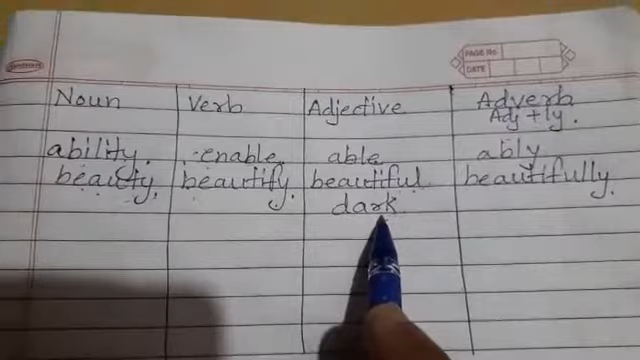 PAGE No.
DATE
Noun Verb Adjective Adverb
Adj + ly.
ability. enable. able ably
beauty. beautify. beautiful beautifully.
dark.